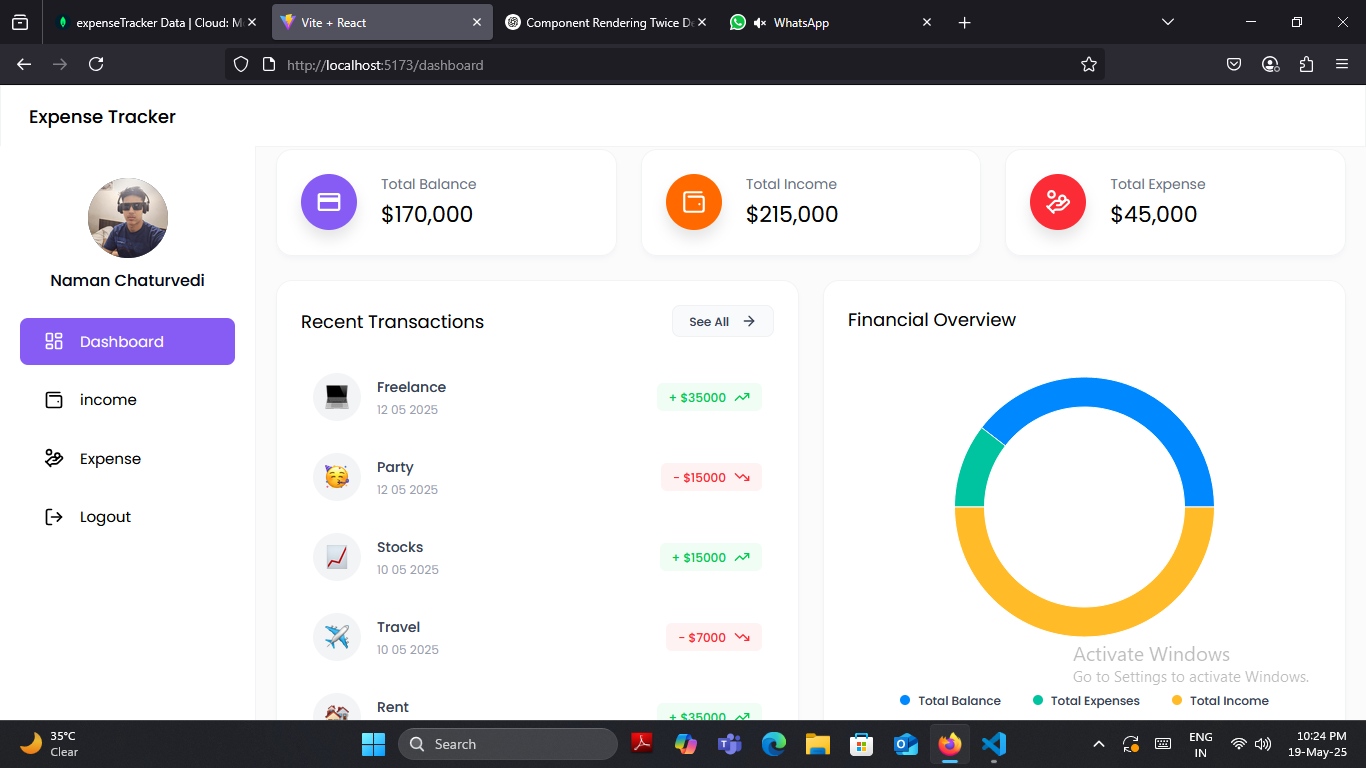 expenseTracker Data | Cloud: M
Vite + React
Component Rendering Twice De
WhatsApp
http://localhost:5173/dashboard
Expense Tracker
Naman Chaturvedi
Dashboard
income
Expense
Logout
Total Balance
$170,000
Total Income
$215,000
Total Expense
$45,000
Recent Transactions
See All
Freelance
12 05 2025
+ $35000
Party
12 05 2025
- $15000
Stocks
10 05 2025
+ $15000
Travel
10 05 2025
- $7000
Rent
+ $35000
Financial Overview
Total Balance
Total Expenses
Total Income
Activate Windows
Go to Settings to activate Windows.
35°C
Clear
Search
ENG
IN
10:24 PM
19-May-25